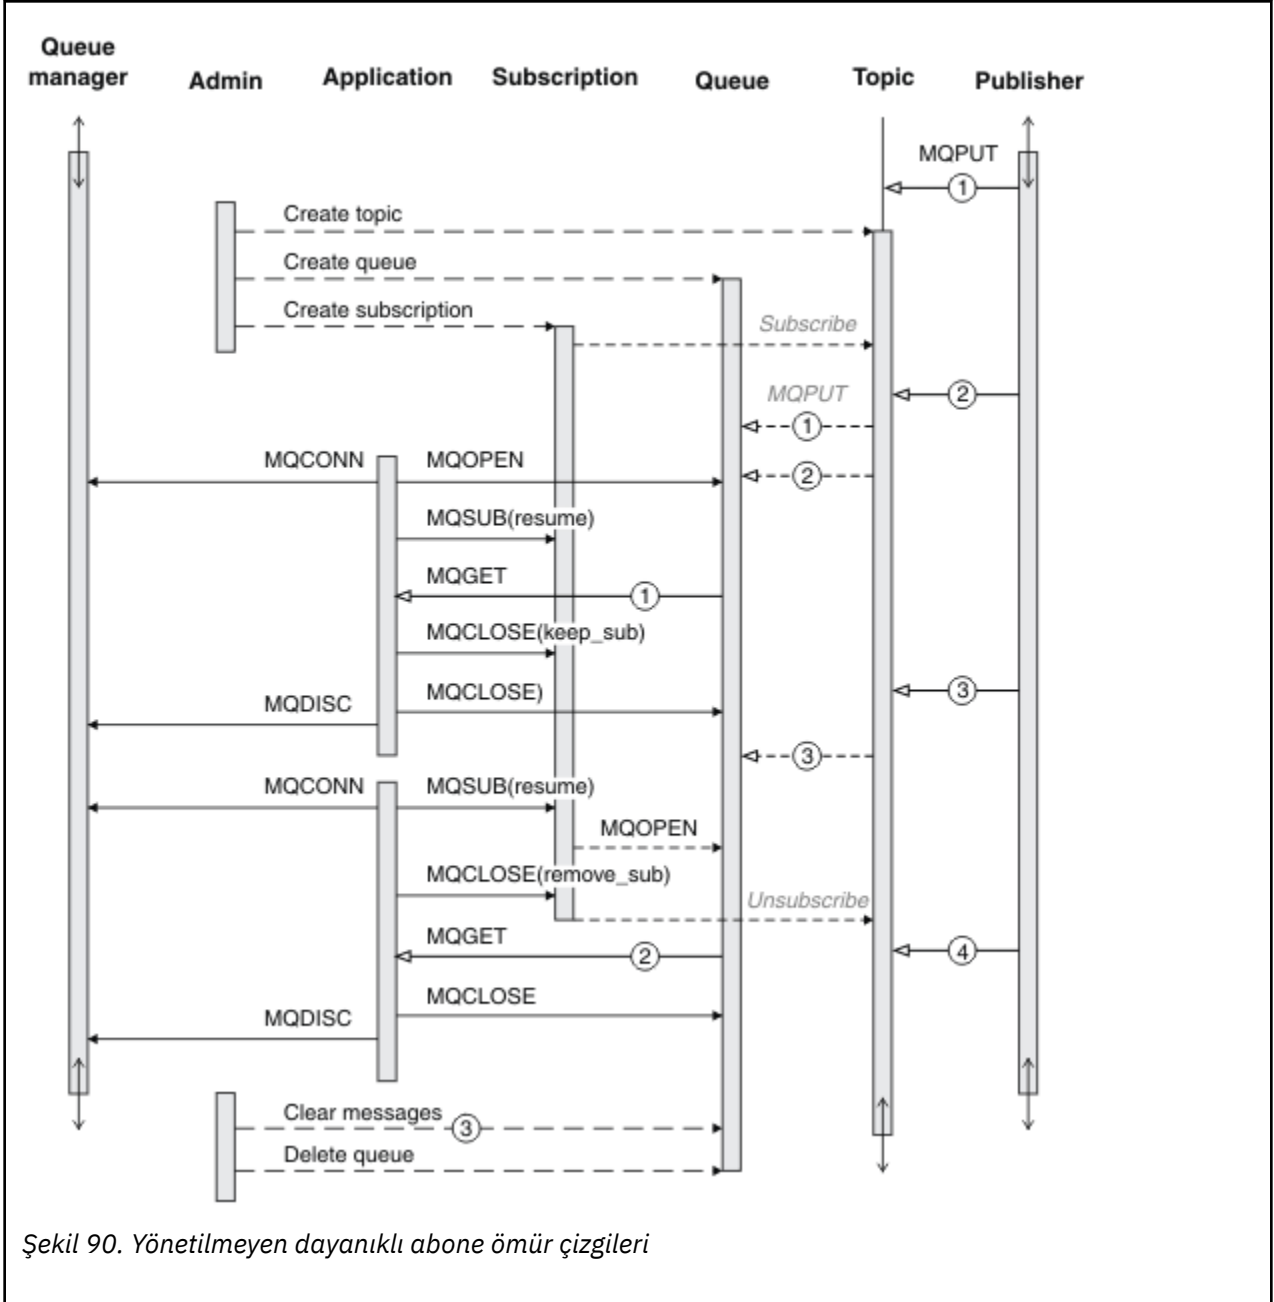 Queue
manager
Admin
Application
Subscription
Queue
Topic
Publisher
MQPUT
1
Create topic
Create queue
Create subscription
Subscribe
MQPUT
2
1
MQCONN
MQOPEN
2
MQSUB(resume)
MQGET
1
MQCLOSE(keep_sub)
MQCLOSE)
3
MQDISC
3
MQCONN
MQSUB(resume)
MQOPEN
MQCLOSE(remove_sub)
Unsubscribe
MQGET
2
4
MQCLOSE
MQDISC
Clear messages
3
Delete queue
Şekil 90. Yönetilmeyen dayanıklı abone ömür çizgileri